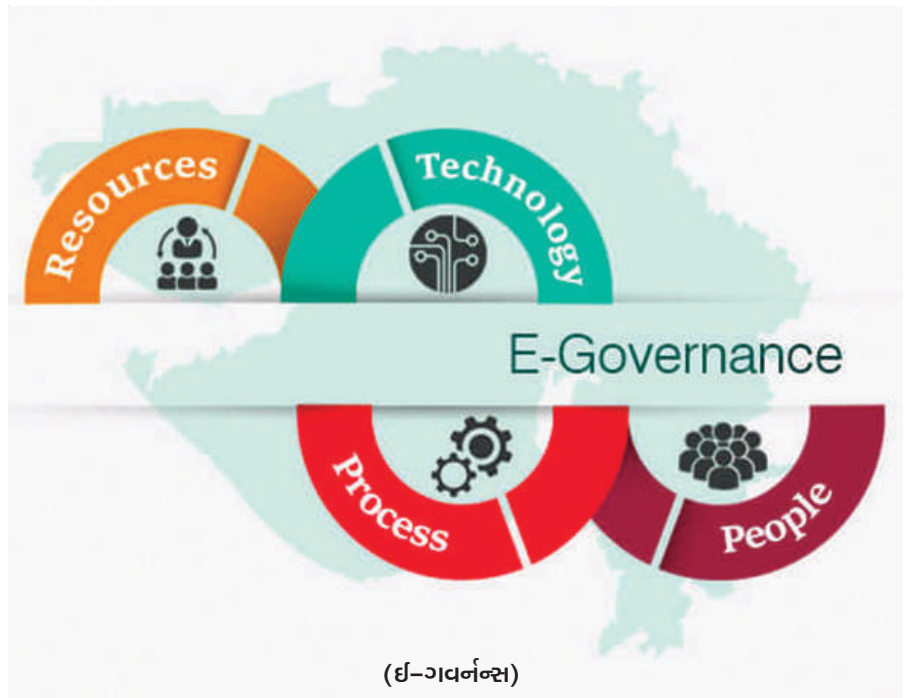 Resources
Technology
E-Governance
Process
People
(ઈ-ગવર્નન્સ)